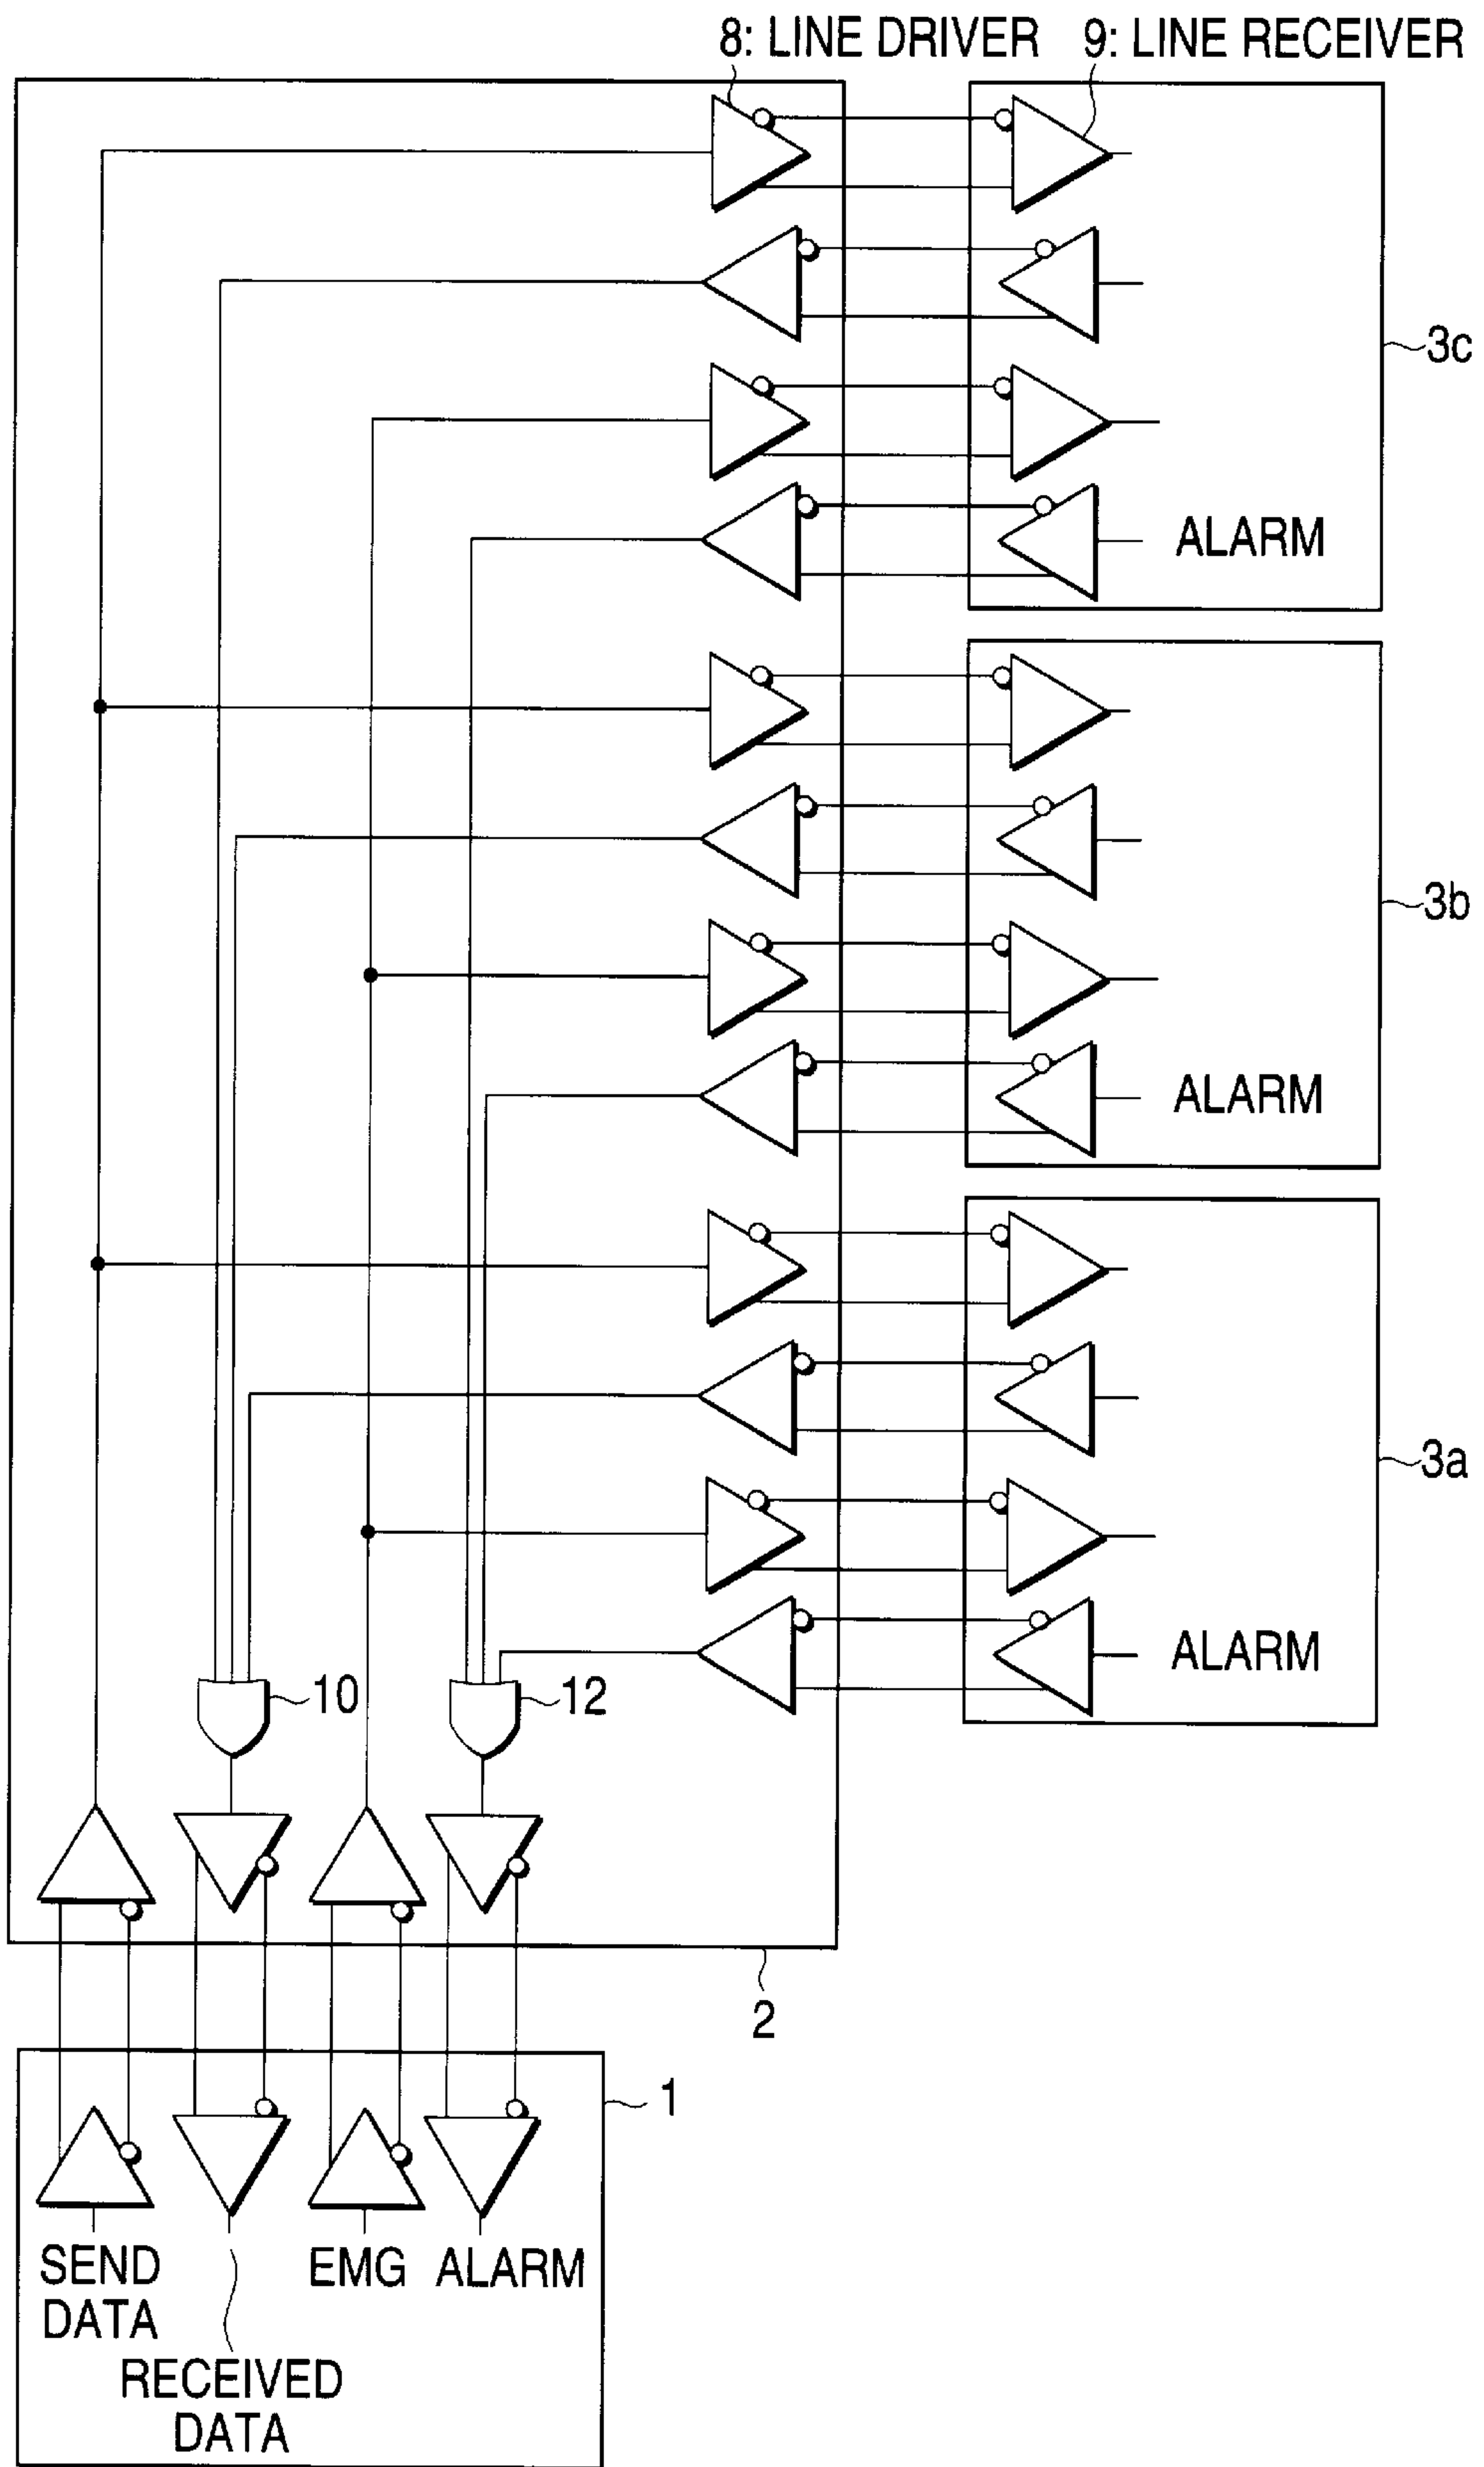 8: LINE DRIVER
9: LINE RECEIVER
3c
ALARM
3b
ALARM
3a
ALARM
10
12
2
1
SEND
DATA
EMG
ALARM
RECEIVED
DATA